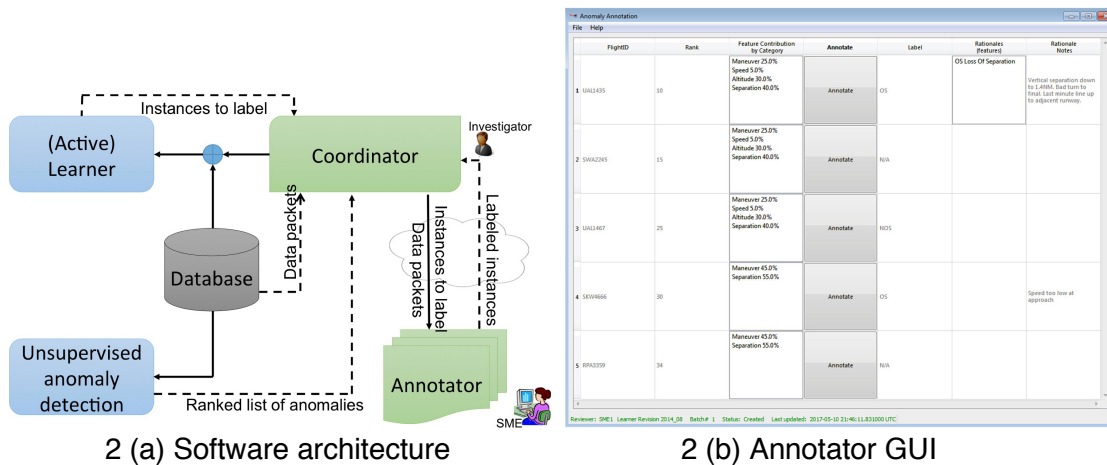 Instances to label
Investigator
(Active)
Learner
Coordinator
Data packets
Instances to label
Data packets
Labeled instances
Database
Unsupervised
anomaly
detection
Ranked list of anomalies
Annotator
SME
2 (a) Software architecture
Anomaly Annotation
File Help
FlightID Rank Feature Contribution by Category Annotate Label Rationales (features) Rationale Notes
Maneuver 25.0%
Speed 5.0%
Altitude 30.0%
Separation 40.0%
OS Loss Of Separation
1 UAL1435 10 Annotate OS
Vertical separation down
to 1.4NM. Bad turn to
final. Last minute line up
to adjacent runway.
Maneuver 25.0%
Speed 5.0%
Altitude 30.0%
Separation 40.0%
2 SWA2245 15 Annotate N/A
Maneuver 25.0%
Speed 5.0%
Altitude 30.0%
Separation 40.0%
3 UAL1467 25 Annotate NOS
Maneuver 45.0%
Separation 55.0%
4 SKW4666 30 Annotate OS
Speed too low at
approach
Maneuver 45.0%
Separation 55.0%
5 RPA3359 34 Annotate N/A
Reviewer: SME1 Learner Revision 2014_08 Batch# 1 Status: Created Last updated: 2017-05-10 21:46:11.831000 UTC
2 (b) Annotator GUI